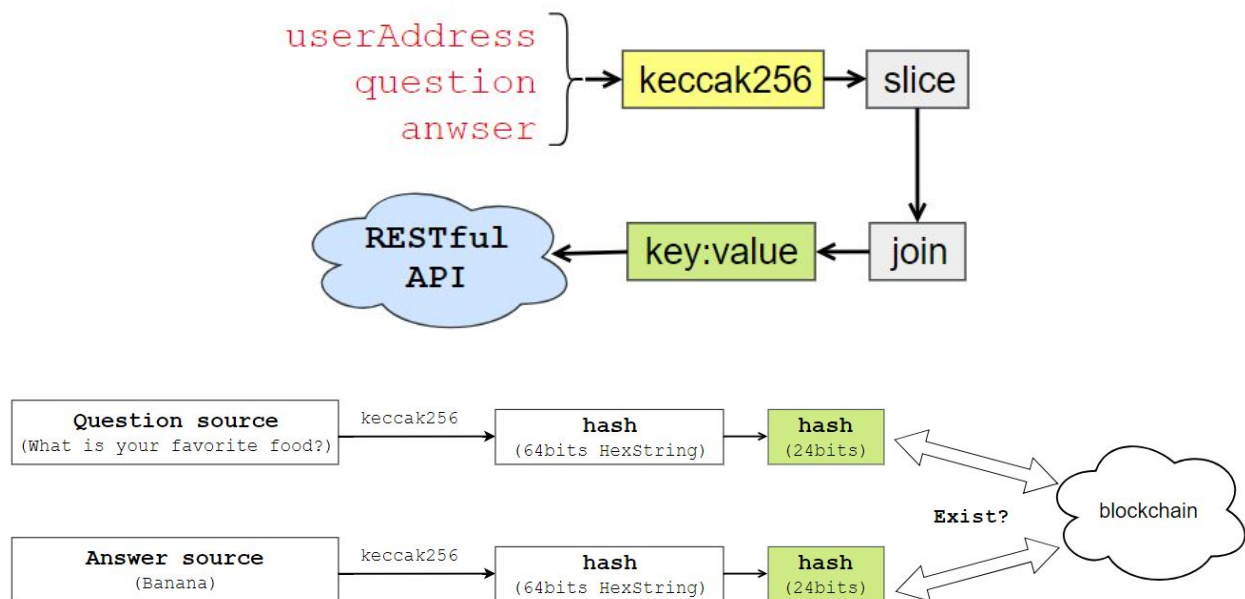 userAddress
question
anwser
keccak256
slice
RESTful
API
key:value
join
Question source
(What is your favorite food?)
keccak256
hash
(64bits HexString)
hash
(24bits)
Exist?
blockchain
Answer source
(Banana)
keccak256
hash
(64bits HexString)
hash
(24bits)